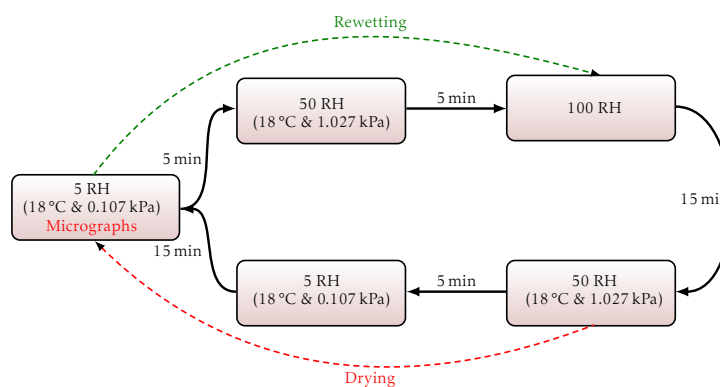 Rewetting
50 RH
(18 °C & 1.027 kPa)
5 min
100 RH
5 min
5 RH
(18 °C & 0.107 kPa)
Micrographs
15 mi
15 min
5 RH
(18 °C & 0.107 kPa)
5 min
50 RH
(18 °C & 1.027 kPa)
Drying